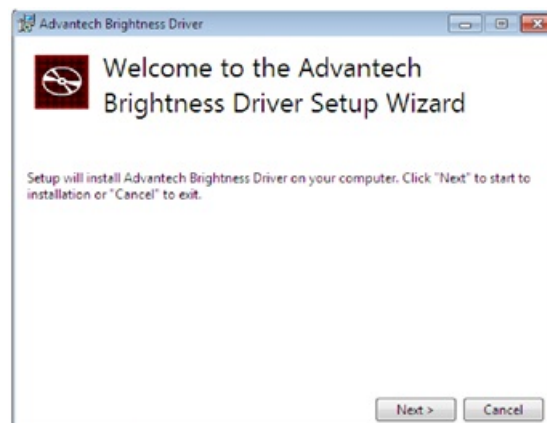 Advantech Brightness Driver
Welcome to the Advantech
Brightness Driver Setup Wizard
Setup will install Advantech Brightness Driver on your computer. Click "Next" to start to
installation or "Cancel" to exit.
Next >
Cancel